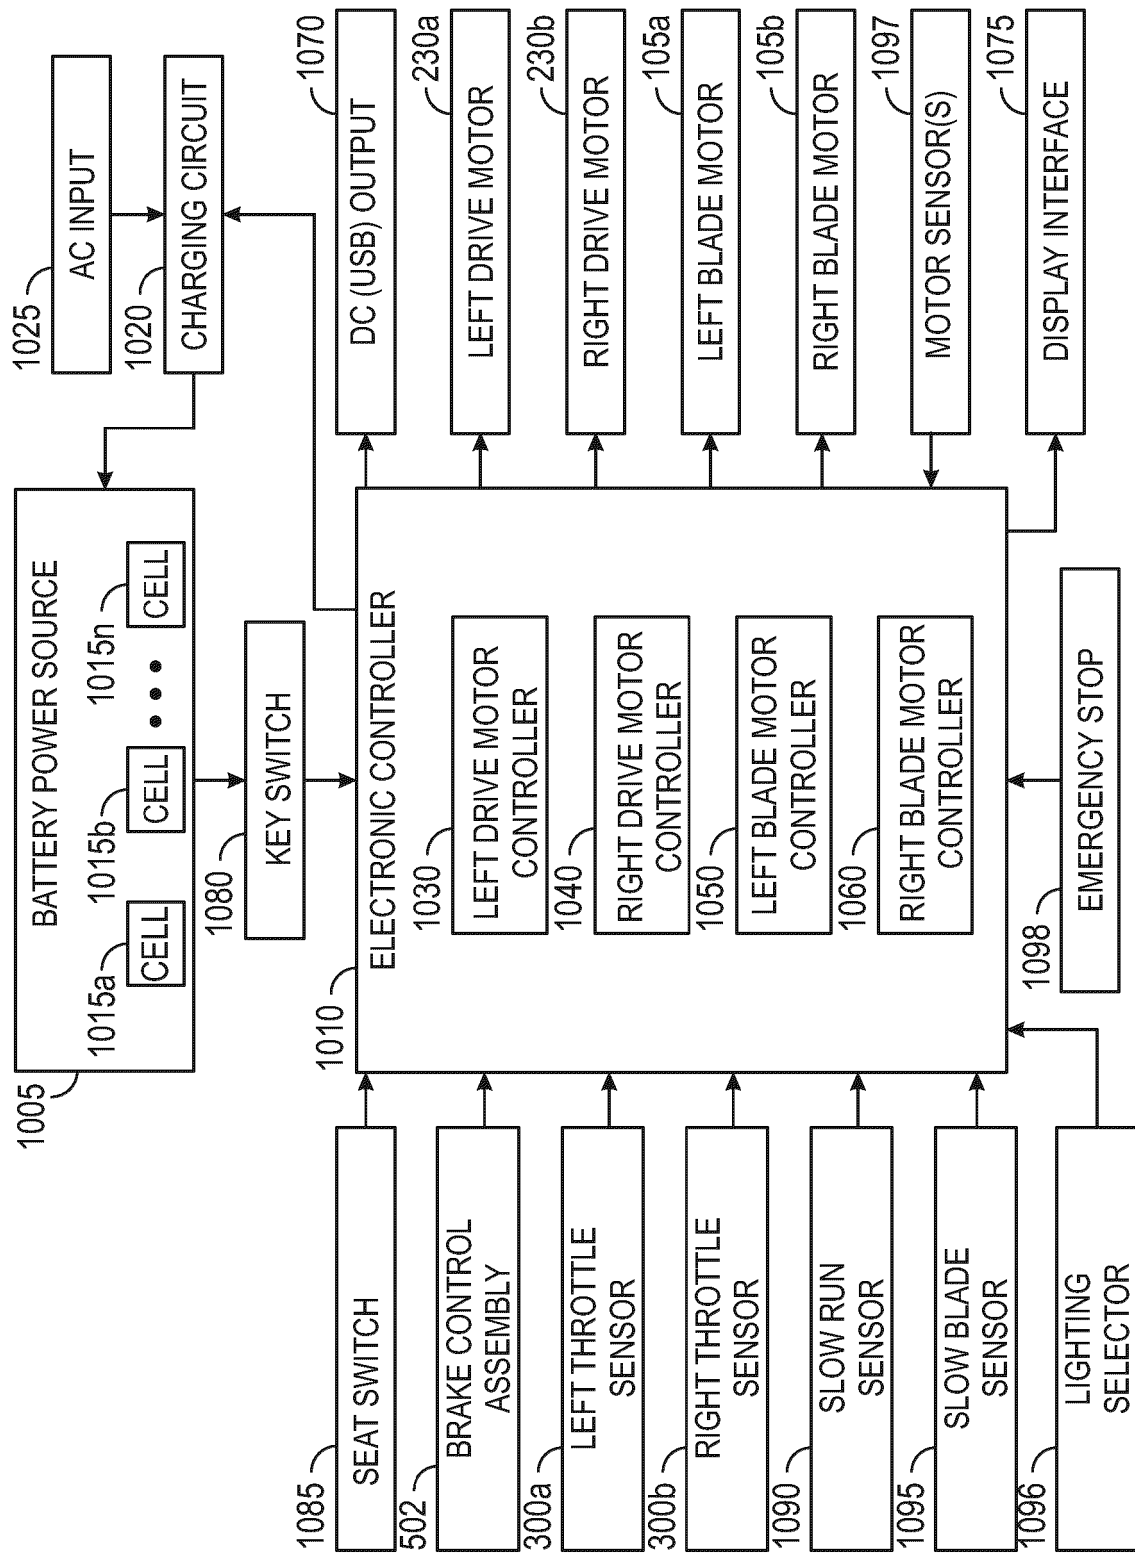 1005
BATTERY POWER SOURCE
1015a
CELL
1015b
CELL
1015n
CELL
1025
AC INPUT
1020
CHARGING CIRCUIT
1080
KEY SWITCH
1010
ELECTRONIC CONTROLLER
1030
LEFT DRIVE MOTOR
CONTROLLER
1040
RIGHT DRIVE MOTOR
CONTROLLER
1050
LEFT BLADE MOTOR
CONTROLLER
1060
RIGHT BLADE MOTOR
CONTROLLER
1085
SEAT SWITCH
502
BRAKE CONTROL
ASSEMBLY
300a
LEFT THROTTLE
SENSOR
300b
RIGHT THROTTLE
SENSOR
1090
SLOW RUN
SENSOR
1095
SLOW BLADE
SENSOR
1096
LIGHTING
SELECTOR
1098
EMERGENCY STOP
1070
DC (USB) OUTPUT
230a
LEFT DRIVE MOTOR
230b
RIGHT DRIVE MOTOR
105a
LEFT BLADE MOTOR
105b
RIGHT BLADE MOTOR
1097
MOTOR SENSOR(S)
1075
DISPLAY INTERFACE